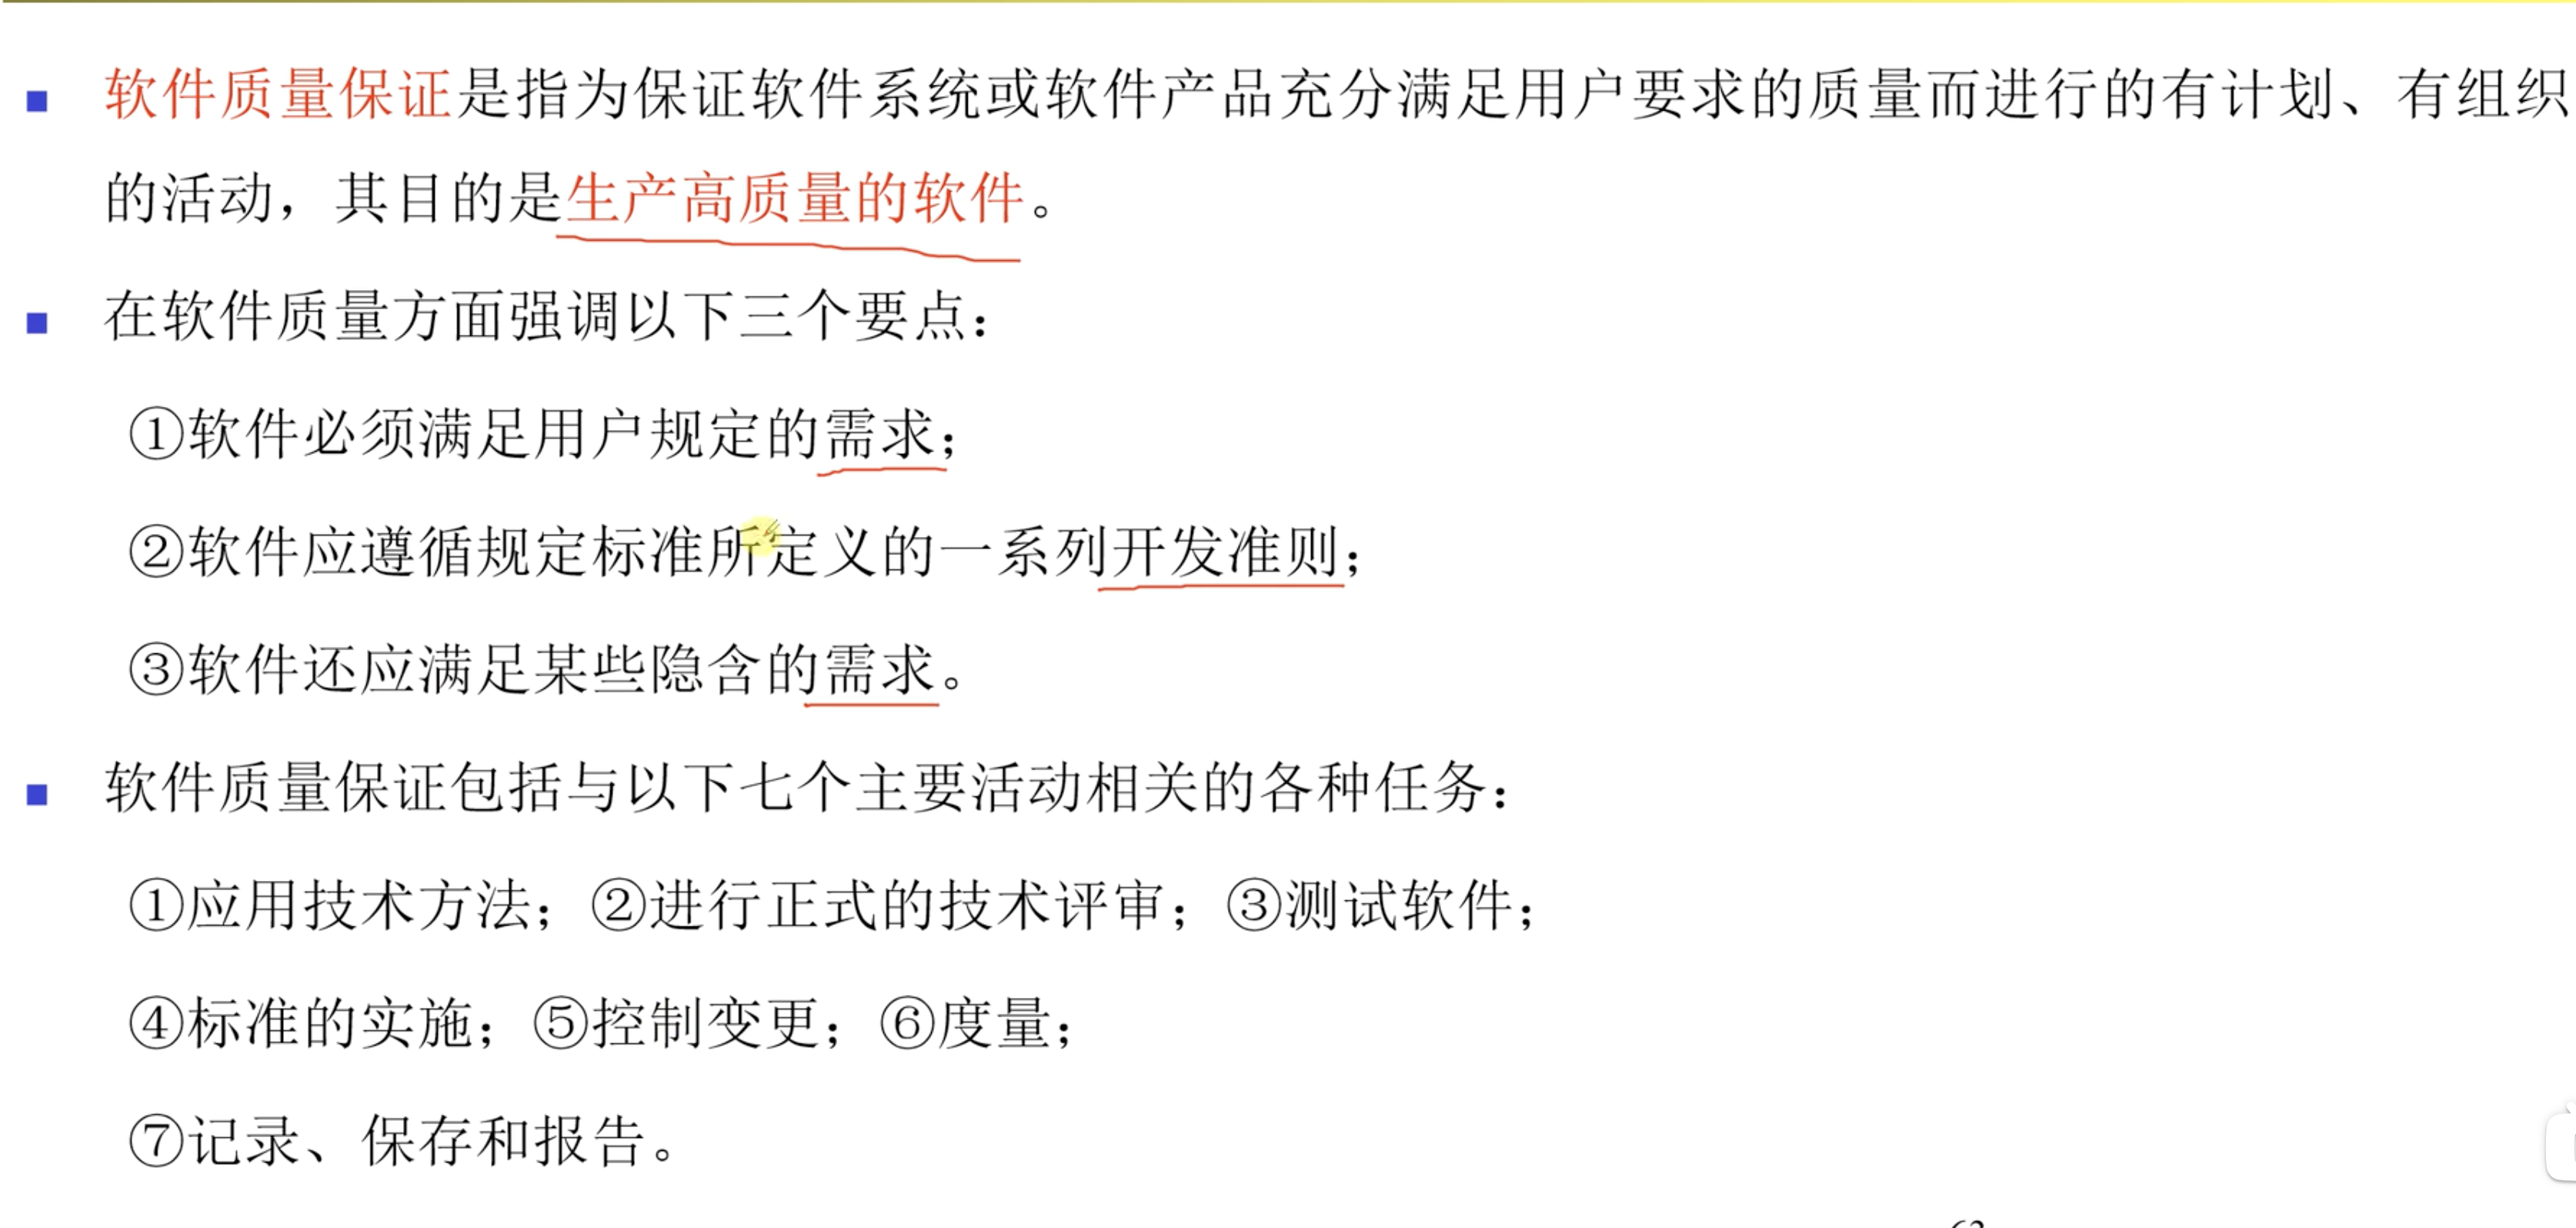 软件质量保证是指为保证软件系统或软件产品充分满足用户要求的质量而进行的有计划、有组织
的活动，其目的是生产高质量的软件。
在软件质量方面强调以下三个要点：
①软件必须满足用户规定的需求；
②软件应遵循规定标准所定义的一系列开发准则；
③软件还应满足某些隐含的需求。
软件质量保证包括与以下七个主要活动相关的各种任务：
①应用技术方法；②进行正式的技术评审；③测试软件；
④标准的实施；⑤控制变更；⑥度量；
⑦记录、保存和报告。